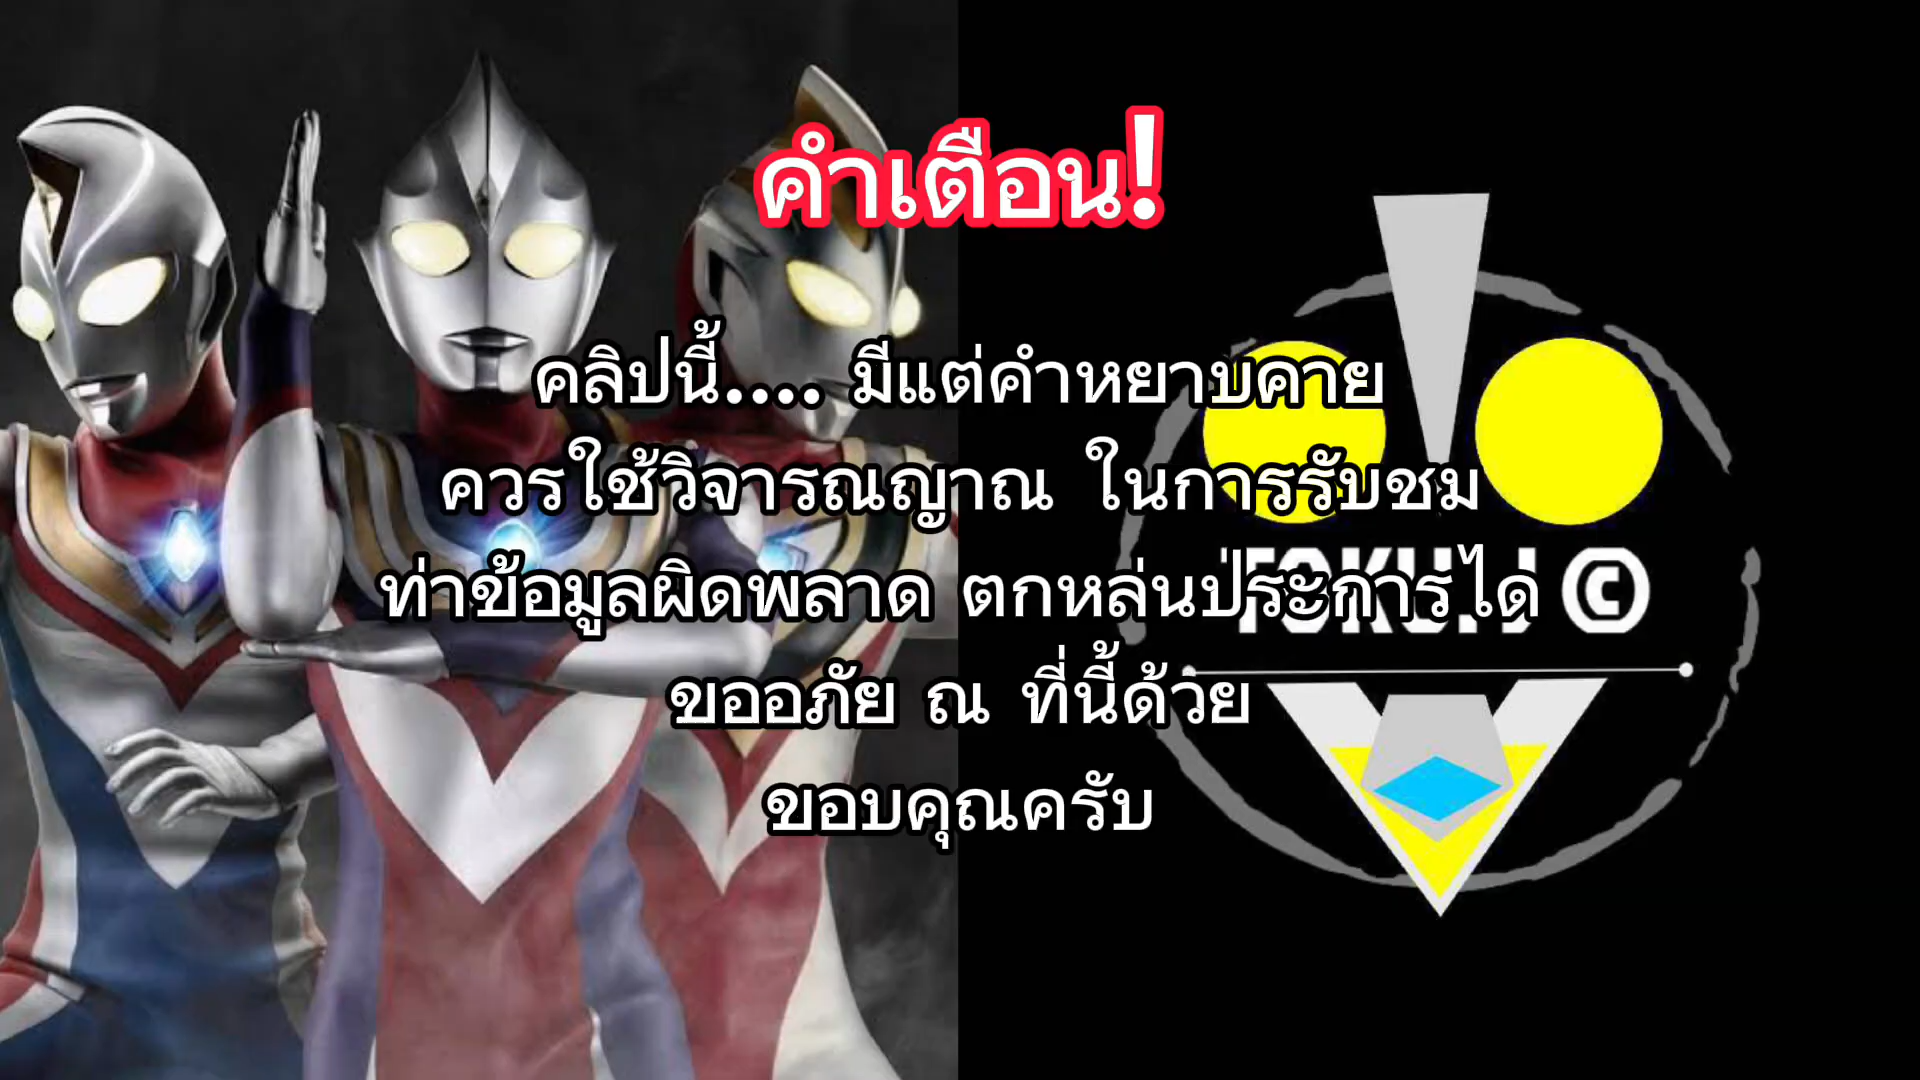 คำเตือน!
คลิปนี้.... มีแต่คำหยาบคาย
ควรใช้วิจารณญาณ ในการรับชม
ท่าข้อมูลผิดพลาด ตกหล่นประการได
TOKU.J ©
ขออภัย ณ ที่นี้ด้วย
ขอบคุณครับ